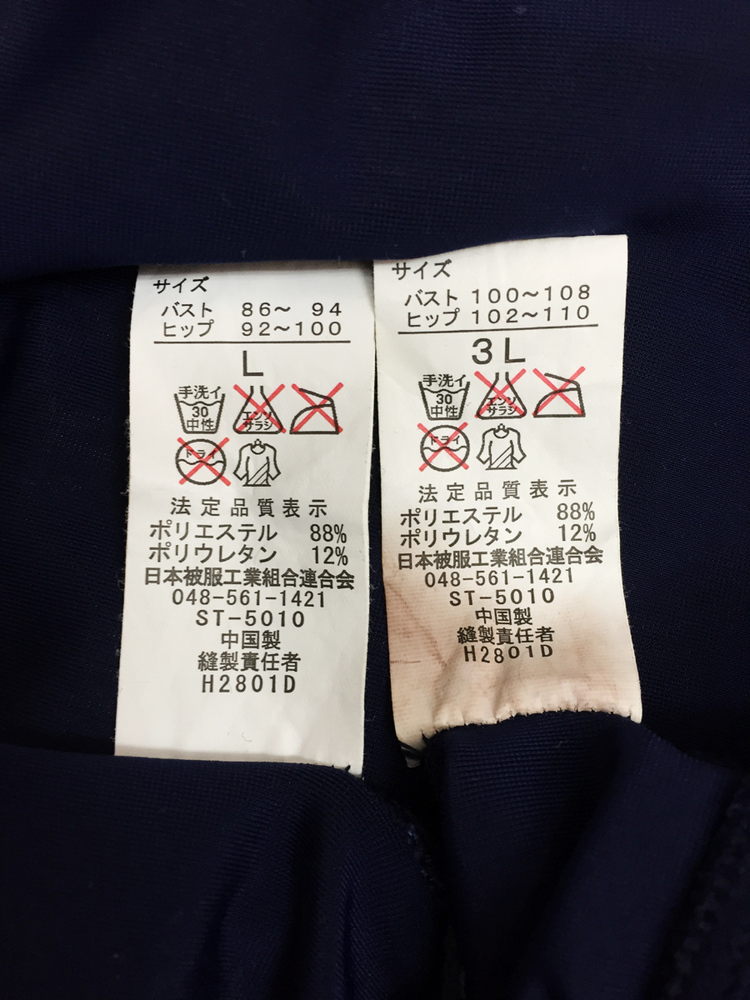 サイズ
バスト 86～ 94
ヒップ 92～100
L
手洗イ
30
中性
エンソ
サラシ
ドライ
法定品質表示
ポリエステル 88%
ポリウレタン 12%
日本被服工業組合連合会
048-561-1421
ST-5010
中国製
縫製責任者
H2801D
サイズ
バスト 100～108
ヒップ 102～110
3L
手洗イ
30
中性
エンソ
サラシ
ドライ
法定品質表示
ポリエステル 88%
ポリウレタン 12%
日本被服工業組合連合会
048-561-1421
ST-5010
中国製
縫製責任者
H2801D